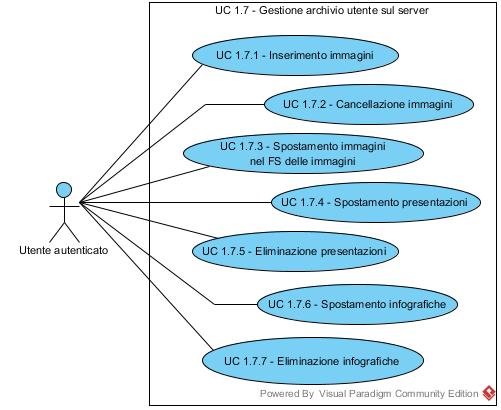 UC 1.7 - Gestione archivio utente sul server
UC 1.7.1 - Inserimento immagini
UC 1.7.2 - Cancellazione immagini
UC 1.7.3 - Spostamento immagini
nel FS delle immagini
UC 1.7.4 - Spostamento presentazioni
Utente autenticato
UC 1.7.5 - Eliminazione presentazioni
UC 1.7.6 - Spostamento infografiche
UC 1.7.7 - Eliminazione infografiche
Powered By Visual Paradigm Community Edition